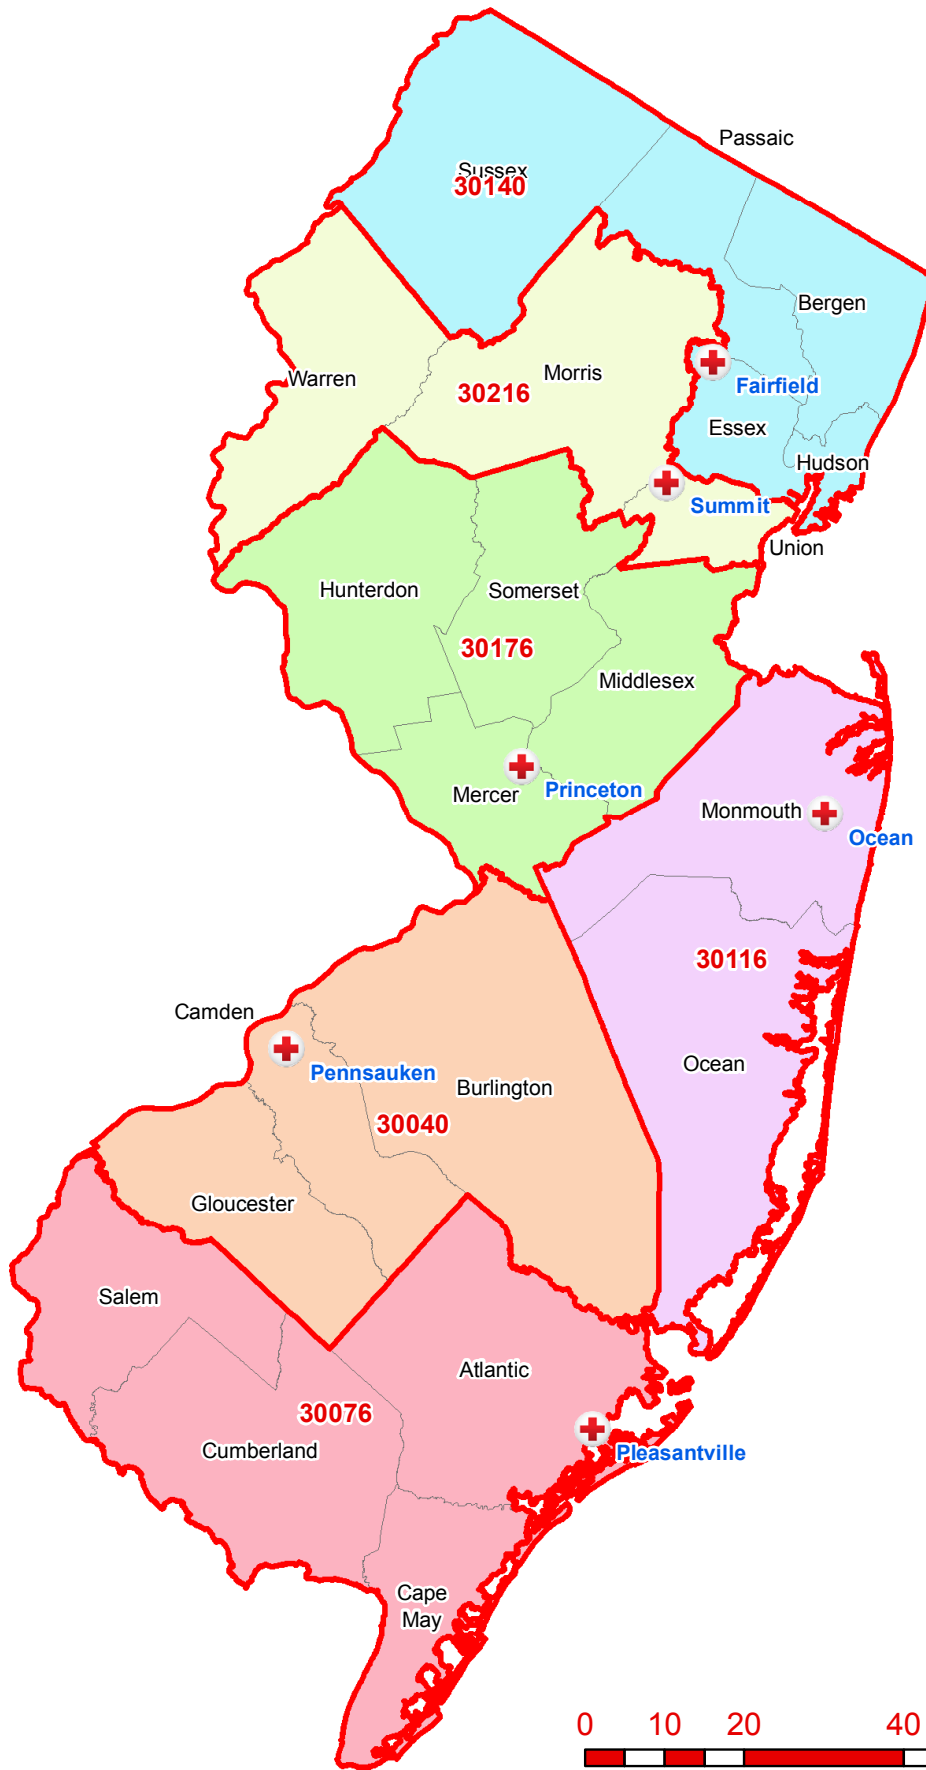 Passaic
Sussex
30140
Bergen
Warren
30216
Morris
Fairfield
Essex
Hudson
Summit
Union
Hunterdon
Somerset
30176
Middlesex
Mercer
Princeton
Monmouth
Ocean
30116
Camden
Pennsauken
Ocean
Burlington
30040
Gloucester
Salem
Atlantic
30076
Cumberland
Pleasantville
Cape
May
0 10 20 40